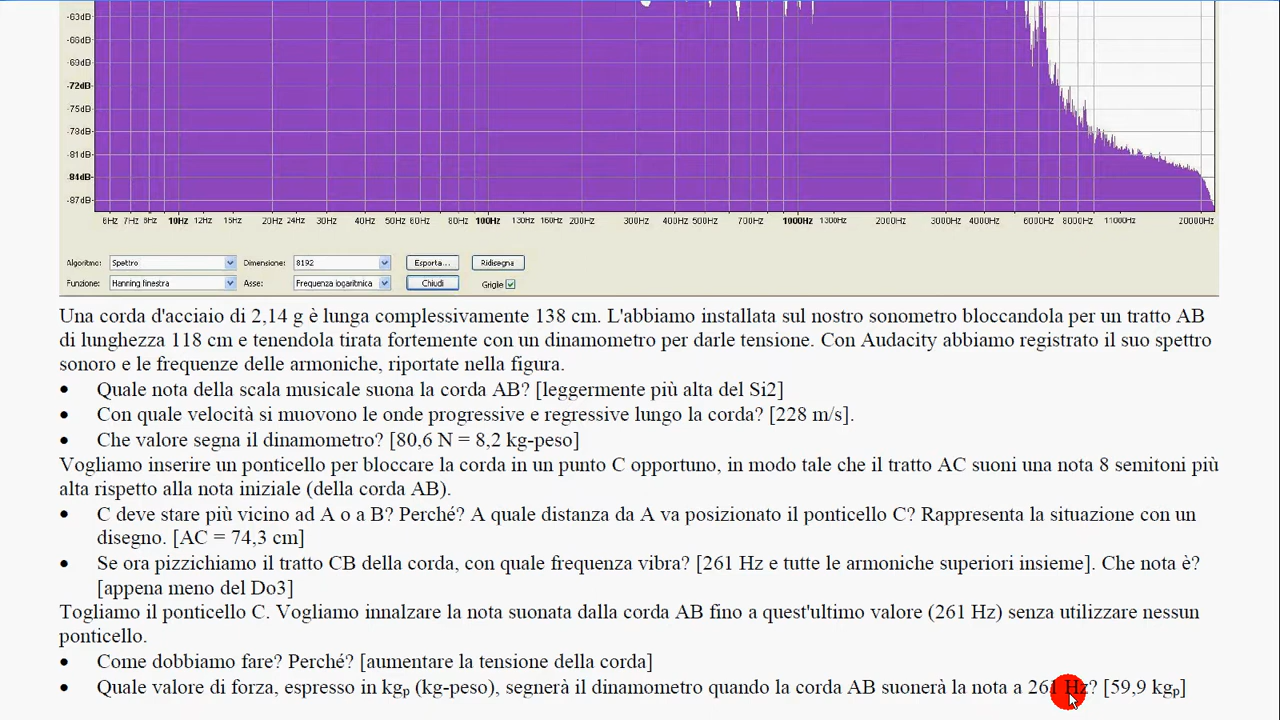 -63dB
-66dB
-69dB
-72dB
-75dB
-78dB
-81dB
84dB
-87dB
6Hz 7Hz 8Hz 10Hz 12Hz 15Hz 20Hz 24Hz 30Hz 40Hz 50Hz 60Hz 80Hz 100Hz 130Hz 160Hz 200Hz 300Hz 400Hz 500Hz 700Hz 1000Hz 1300Hz 2000Hz 3000Hz 4000Hz 6000Hz 8000Hz 11000Hz 20000Hz
Algoritmo: Spettro Dimensione: 8192 Esporta... Ridisegna
Funzione: Hanning finestra Asse: Frequenza logaritmica Chiudi Griglie
Una corda d'acciaio di 2,14 g è lunga complessivamente 138 cm. L'abbiamo installata sul nostro sonometro bloccandola per un tratto AB
di lunghezza 118 cm e tenendola tirata fortemente con un dinamometro per darle tensione. Con Audacity abbiamo registrato il suo spettro
sonoro e le frequenze delle armoniche, riportate nella figura.
• Quale nota della scala musicale suona la corda AB? [leggermente più alta del Si2]
• Con quale velocità si muovono le onde progressive e regressive lungo la corda? [228 m/s].
• Che valore segna il dinamometro? [80,6 N = 8,2 kg-peso]
Vogliamo inserire un ponticello per bloccare la corda in un punto C opportuno, in modo tale che il tratto AC suoni una nota 8 semitoni più
alta rispetto alla nota iniziale (della corda AB).
• C deve stare più vicino ad A o a B? Perché? A quale distanza da A va posizionato il ponticello C? Rappresenta la situazione con un
disegno. [AC = 74,3 cm]
• Se ora pizzichiamo il tratto CB della corda, con quale frequenza vibra? [261 Hz e tutte le armoniche superiori insieme]. Che nota è?
[appena meno del Do3]
Togliamo il ponticello C. Vogliamo innalzare la nota suonata dalla corda AB fino a quest'ultimo valore (261 Hz) senza utilizzare nessun
ponticello.
• Come dobbiamo fare? Perché? [aumentare la tensione della corda]
• Quale valore di forza, espresso in kgₚ (kg-peso), segnerà il dinamometro quando la corda AB suonerà la nota a 261 Hz? [59,9 kgₚ]